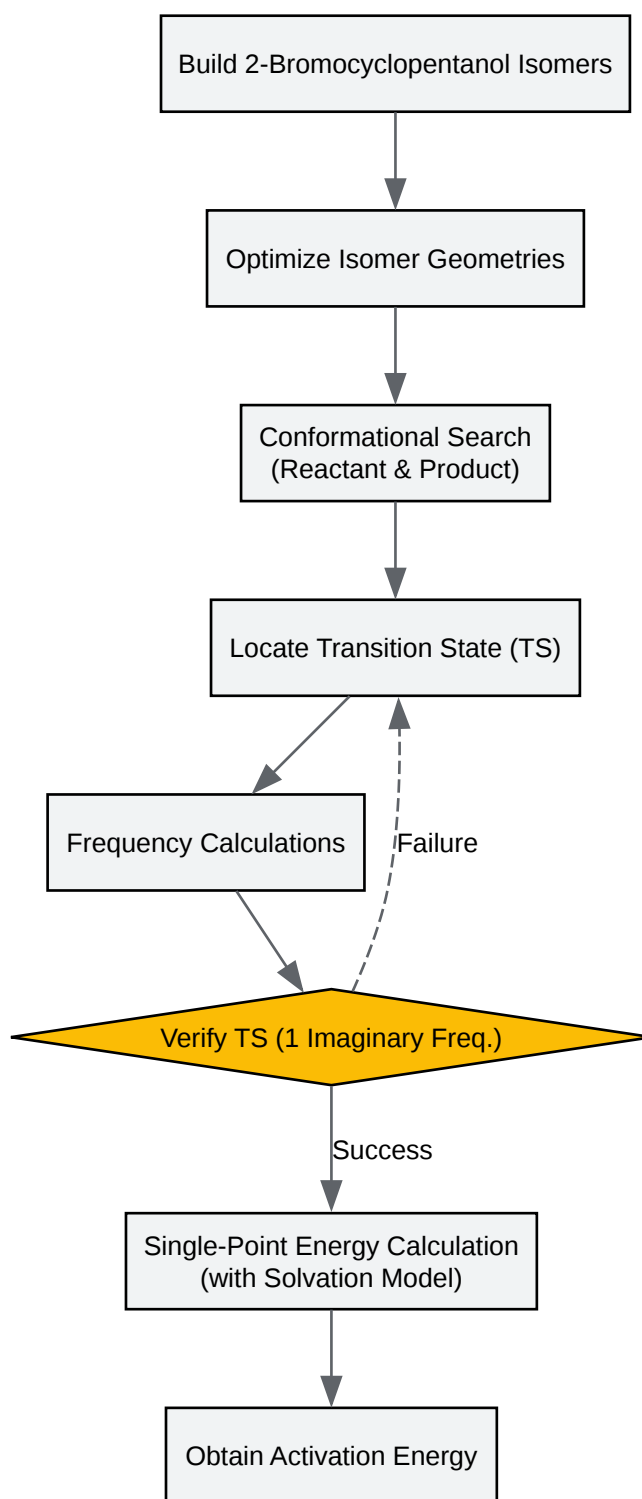 Build 2-Bromocyclopentanol Isomers
Optimize Isomer Geometries
Conformational Search
(Reactant & Product)
Locate Transition State (TS)
Frequency Calculations
Failure
Verify TS (1 Imaginary Freq.)
Success
Single-Point Energy Calculation
(with Solvation Model)
Obtain Activation Energy